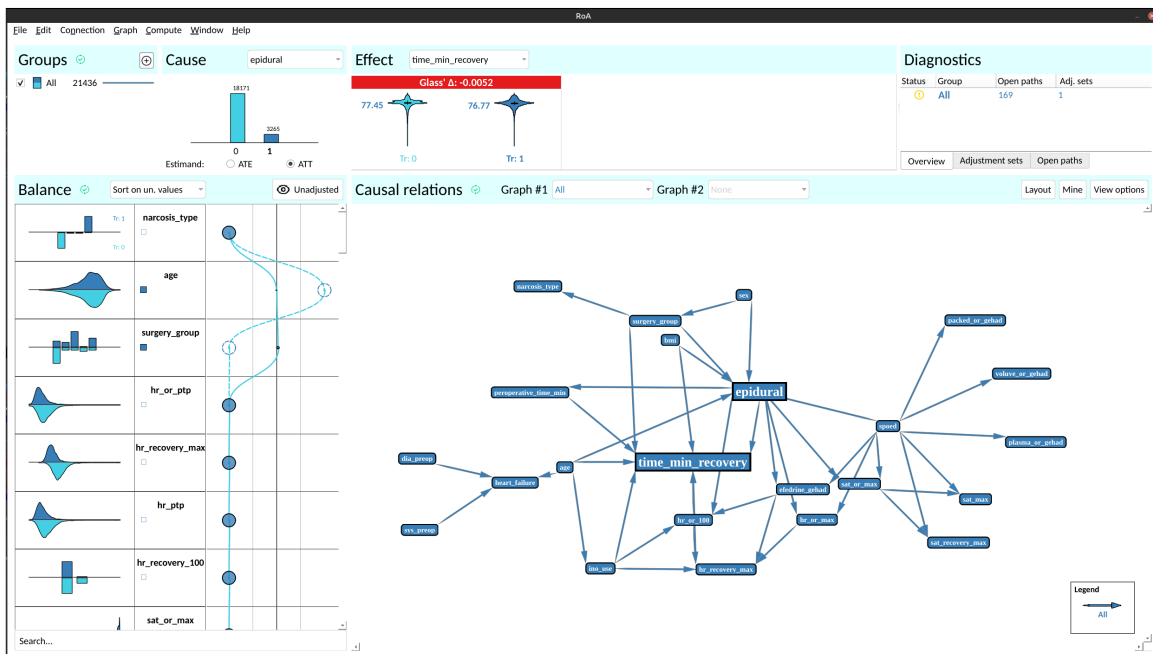 RoA
File Edit Connection Graph Compute Window Help
Groups
Cause
epidural
Effect
time_min_recovery
Diagnostics
All 21436
18171
3265
0 1
Estimand: ATE ATT
Glass' Δ: -0.0052
77.45
76.77
Tr: 0
Tr: 1
Status Group Open paths Adj. sets
All 169 1
Overview Adjustment sets Open paths
Balance
Sort on un. values
Unadjusted
Causal relations
Graph #1 All
Graph #2 None
Layout Mine View options
Tr: 1
Tr: 0
narcosis_type
age
surgery_group
hr_or_ptp
hr_recovery_max
hr_ptp
hr_recovery_100
sat_or_max
Search...
narcosis_type
sex
surgery_group
packed_or_gehad
bmi
voluve_or_gehad
peroperative_time_min
epidural
spoed
plasma_or_gehad
dia_preop
age
time_min_recovery
heart_failure
efedrine_gehad
sat_or_max
sat_max
sys_preop
hr_or_100
hr_or_max
sat_recovery_max
ino_use
hr_recovery_max
Legend
All